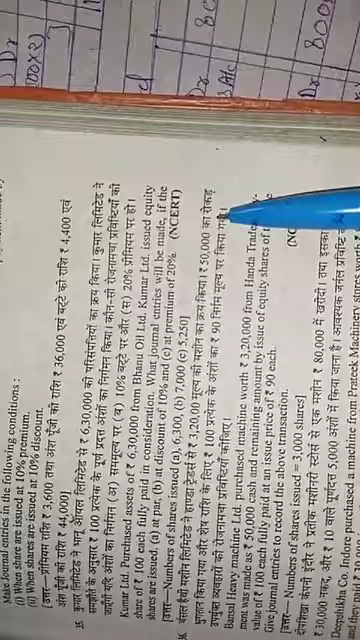 Make Journal entries in the following conditions :
(i) When share are issued at 10% premium.
(ii) When shares are issued at 10% discount.
[उत्तर—प्रीमियम राशि ₹ 3,600 तथा अंश पूँजी की राशि ₹ 36,000 एवं बट्टे की राशि ₹ 4,400 एवं
अंश पूँजी की राशि ₹ 44,000]
कुमार लिमिटेड ने भानू ऑयल लिमिटेड से ₹ 6,30,000 की परिसंपत्तियों का क्रय किया। कुमार लिमिटेड ने
समझौते के अनुसार ₹ 100 प्रत्येक के पूर्ण प्रदत्त अंशों का निर्गमन किया। कौन-सी रोजनामचा प्रविष्टियाँ की
जाएँगी यदि अंशों का निर्गमन (अ) सममूल्य पर, (ब) 10% बट्टे पर और (स) 20% प्रीमियम पर हो।
Kumar Ltd Purchased assets of ₹ 6,30,000 from Bhanu Oil Ltd. Kumar Ltd. issued equity
share of ₹ 100 each fully paid in consideration. What journal entries will be made, if the
share are issued, (a) at par, (b) at discount of 10% and (c) at premium of 20%. (NCERT)
[उत्तर—Numbers of shares issued (a) 6,300, (b) 7,000 (c) 5,250]
बंसल हैवी मशीन लिमिटेड ने हाण्डा ट्रेडर्स से ₹ 3,20,00 मूल्य की मशीन का क्रय किया। ₹ 50,000 का रोकड़
भुगतान किया गया और शेष राशि के लिए ₹ 100 प्रत्येक के अंशों का ₹ 90 निर्गम मूल्य पर किया गया।
उपर्युक्त व्यवहारों की रोजनामचा प्रविष्टियाँ कीजिए।
Bansal Heavy machine Ltd. purchased machine worth ₹ 3,20,000 from Handa
ment was made as ₹ 50,000 cash and remaining amount by issue of equity shares of
value of ₹ 100 each fully paid at an issue price of ₹ 90 each.
journal entries to record the above transaction.
[उत्तर— Numbers of shares issued = 3,000 shares]
दीपशिखा कंपनी इंदौर ने प्रतीक मशीनरी स्टोर्स से एक मशीन ₹ 80,000 में खरीदी। तथा इसका
₹ 30,000 नकद, और ₹ 10 वाले पूर्णदत्त 5,000 अंशों में किया जाना है। आवश्यक जर्नल प्रविष्टि
Deepshikha Co. Indore purchased a machine from Prateek Machinery stores worth